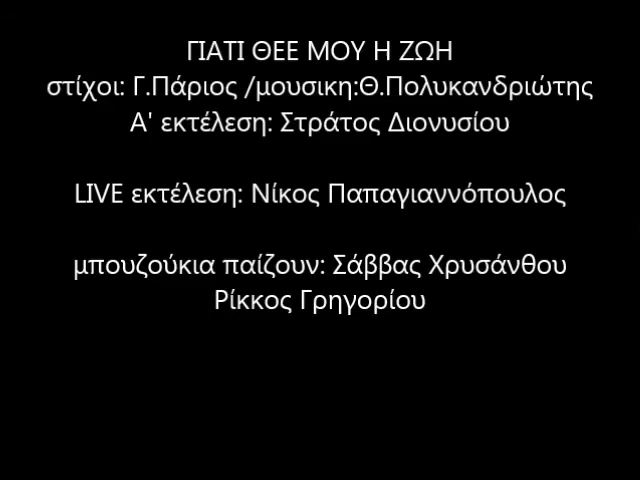 ΓΙΑΤΙ ΘΕΕ ΜΟΥ Η ΖΩΗ
στίχοι: Γ.Πάριος /μουσικη:Θ.Πολυκανδριώτης
Α' εκτέλεση: Στράτος Διονυσίου
LIVE εκτέλεση: Νίκος Παπαγιαννόπουλος
μπουζούκια παίζουν: Σάββας Χρυσάνθου
Ρίκκος Γρηγορίου